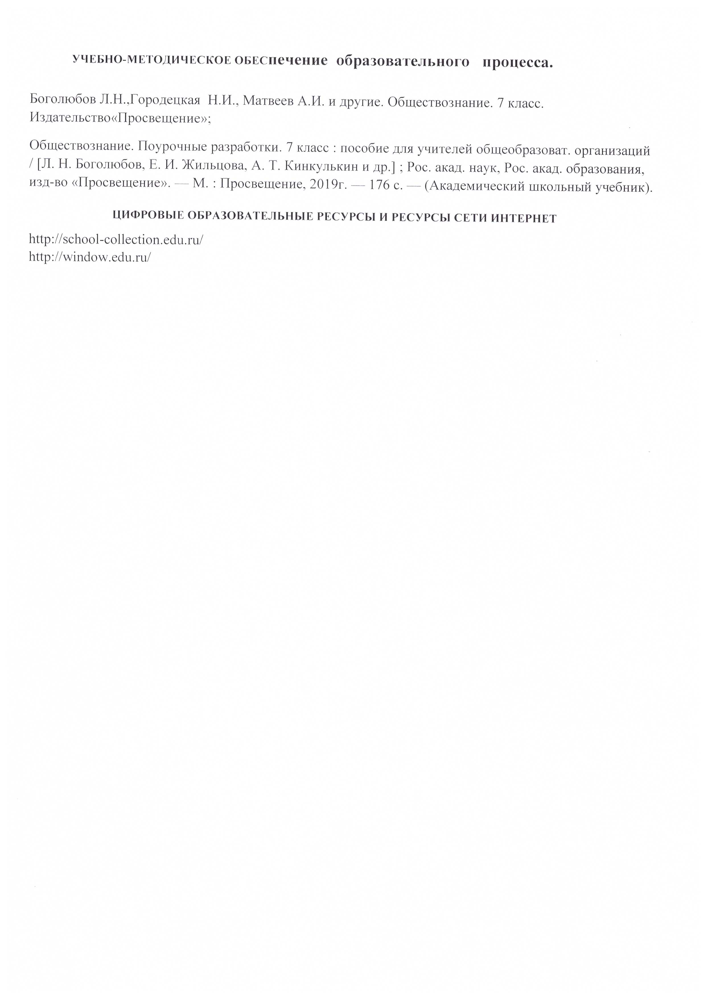 УЧЕБНО-МЕТОДИЧЕСКОЕ ОБЕСпечение образовательного процесса.
Боголюбов Л.Н.,Городецкая Н.И., Матвеев А.И. и другие. Обществознание. 7 класс.
Издательство«Просвещение»;
Обществознание. Поурочные разработки. 7 класс : пособие для учителей общеобразоват. организаций
/ [Л. Н. Боголюбов, Е. И. Жильцова, А. Т. Кинкулькин и др.] ; Рос. акад. наук, Рос. акад. образования,
изд-во «Просвещение». — М. : Просвещение, 2019г. — 176 с. — (Академический школьный учебник).
ЦИФРОВЫЕ ОБРАЗОВАТЕЛЬНЫЕ РЕСУРСЫ И РЕСУРСЫ СЕТИ ИНТЕРНЕТ
http://school-collection.edu.ru/
http://window.edu.ru/